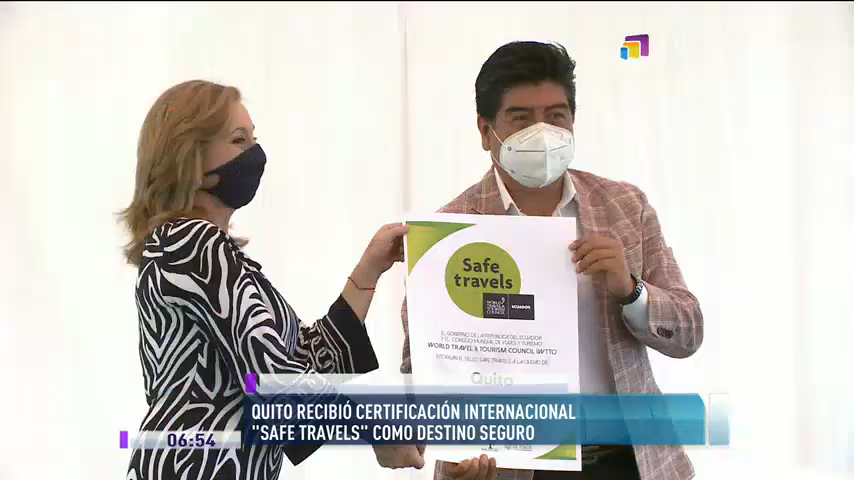 Safe
travels
WORLD
TRAVEL &
TOURISM
COUNCIL
ECUADOR
EL GOBIERNO DE LA REPÚBLICA DEL ECUADOR
Y EL CONSEJO MUNDIAL DE VIAJES Y TURISMO
WORLD TRAVEL & TOURISM COUNCIL (WTTC)
OTORGAN EL SELLO SAFE TRAVELS A LA CIUDAD DE:
Quito
QUITO RECIBIÓ CERTIFICACIÓN INTERNACIONAL
"SAFE TRAVELS" COMO DESTINO SEGURO
06:54